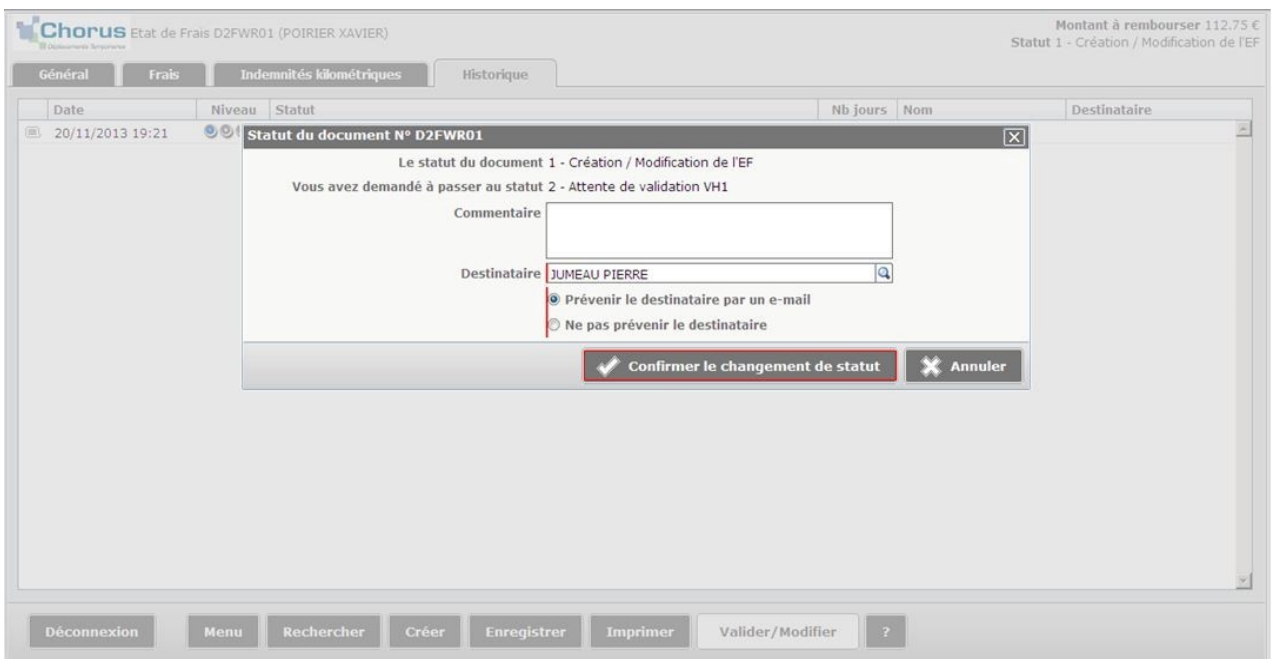 Chorus Etat de Frais D2FWR01 (POIRIER XAVIER)
Déplacements Temporaires
Montant à rembourser 112.75 €
Statut 1 - Création / Modification de l'EF
Général Frais Indemnités kilométriques Historique
Date Niveau Statut Nb jours Nom Destinataire
20/11/2013 19:21
Statut du document N° D2FWR01
Le statut du document 1 - Création / Modification de l'EF
Vous avez demandé à passer au statut 2 - Attente de validation VH1
Commentaire
Destinataire JUMEAU PIERRE
Prévenir le destinataire par un e-mail
Ne pas prévenir le destinataire
Confirmer le changement de statut Annuler
Déconnexion Menu Rechercher Créer Enregistrer Imprimer Valider/Modifier ?